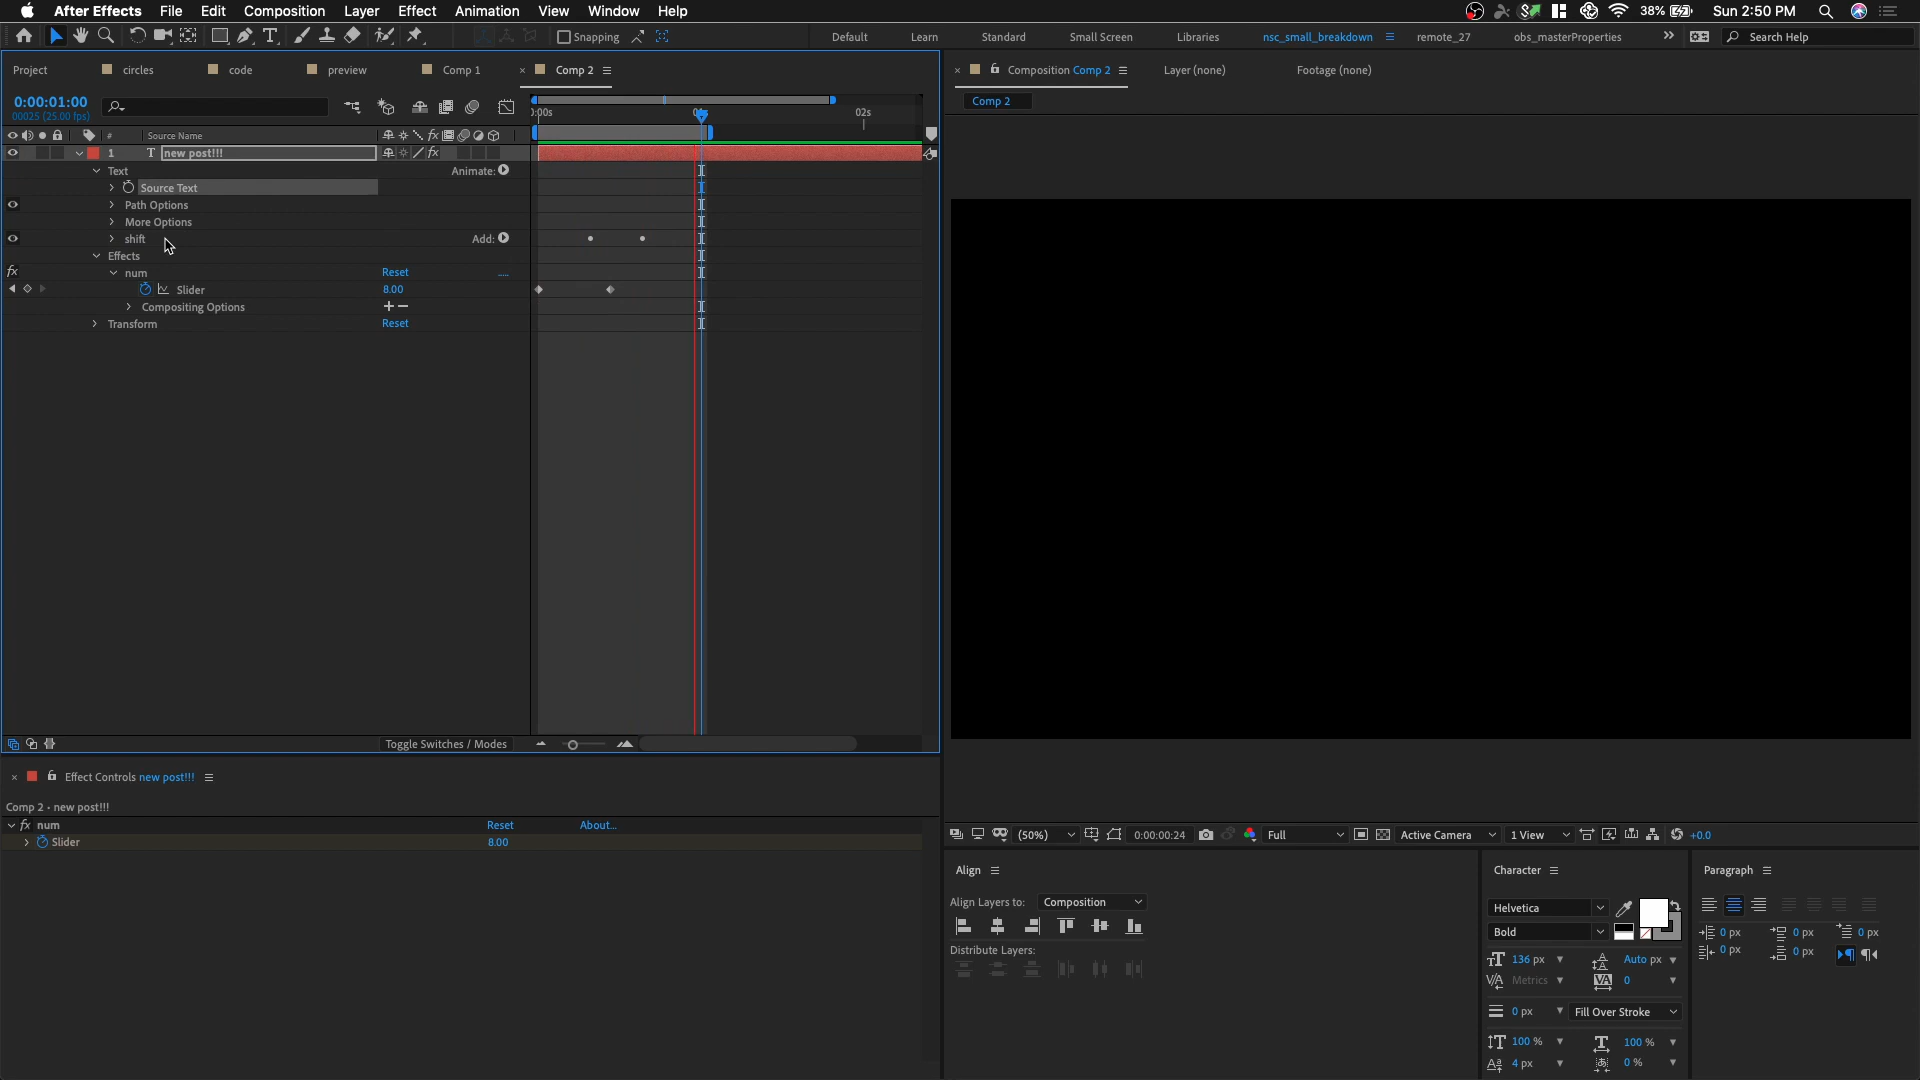 After Effects File Edit Composition Layer Effect Animation View Window Help 38% Sun 2:50 PM
Snapping Default Learn Standard Small Screen Libraries nsc_small_breakdown remote_27 obs_masterProperties Search Help
Project circles code preview Comp 1 × Comp 2
0:00:01:00
00025 (25.00 fps)
:00s 02s
# Source Name
1 T new post!!!
Text Animate:
Source Text
Path Options
More Options
shift Add:
Effects
fx num Reset
Slider 8.00
Compositing Options + −
Transform Reset
Toggle Switches / Modes
× Composition Comp 2 Layer (none) Footage (none)
Comp 2
(50%) 0:00:00:24 Full Active Camera 1 View +0.0
× Effect Controls new post!!!
Comp 2 • new post!!!
fx num Reset About...
Slider 8.00
Align
Align Layers to: Composition
Distribute Layers:
Character
Helvetica
Bold
136 px Auto px
Metrics 0
0 px Fill Over Stroke
100 % 100 %
4 px 0 %
Paragraph
0 px 0 px 0 px
0 px 0 px